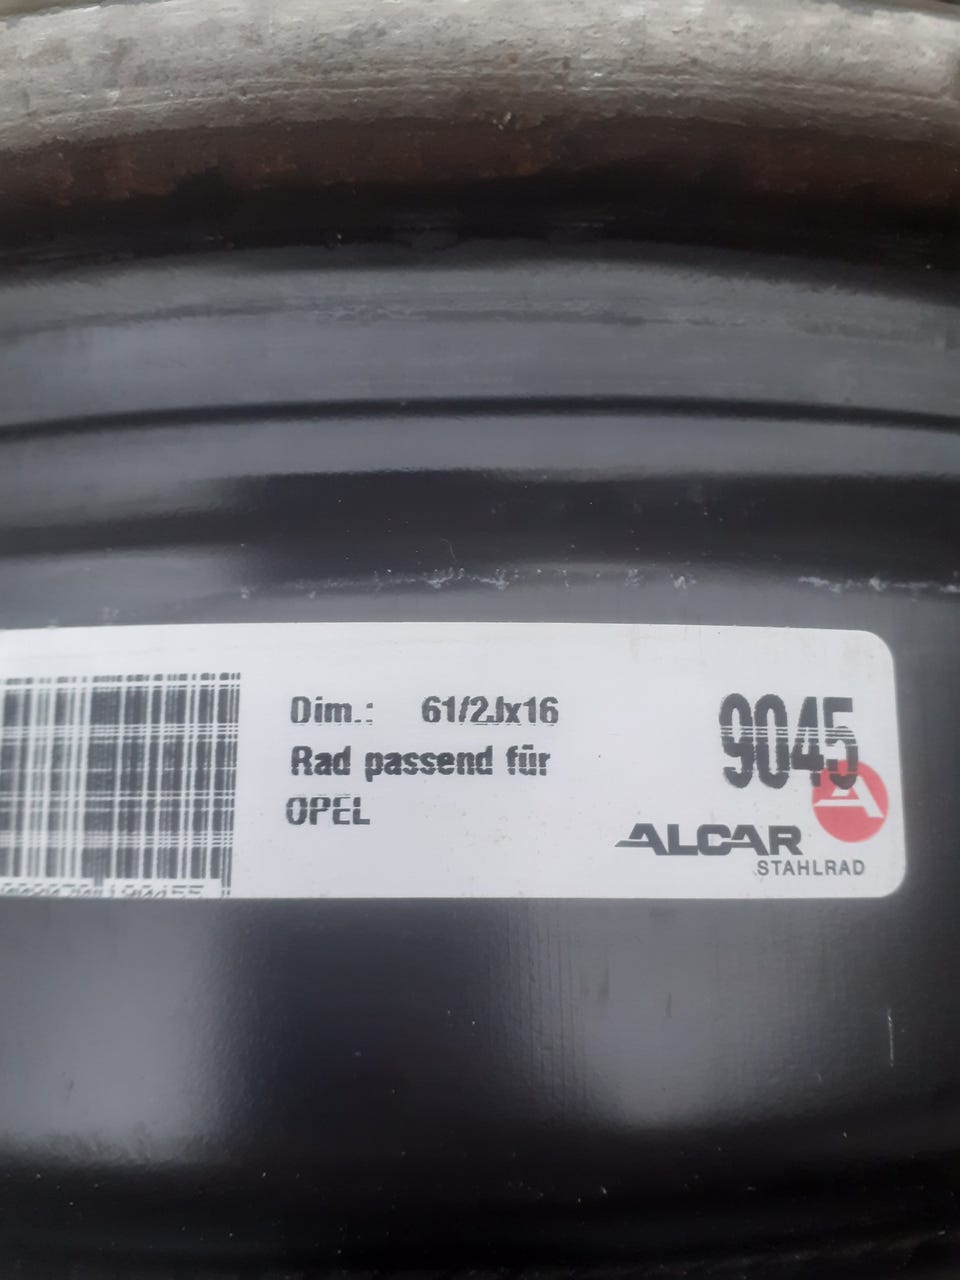 Dim.: 61/2Jx16
Rad passend für
OPEL
9045
ALCAR
STAHLRAD